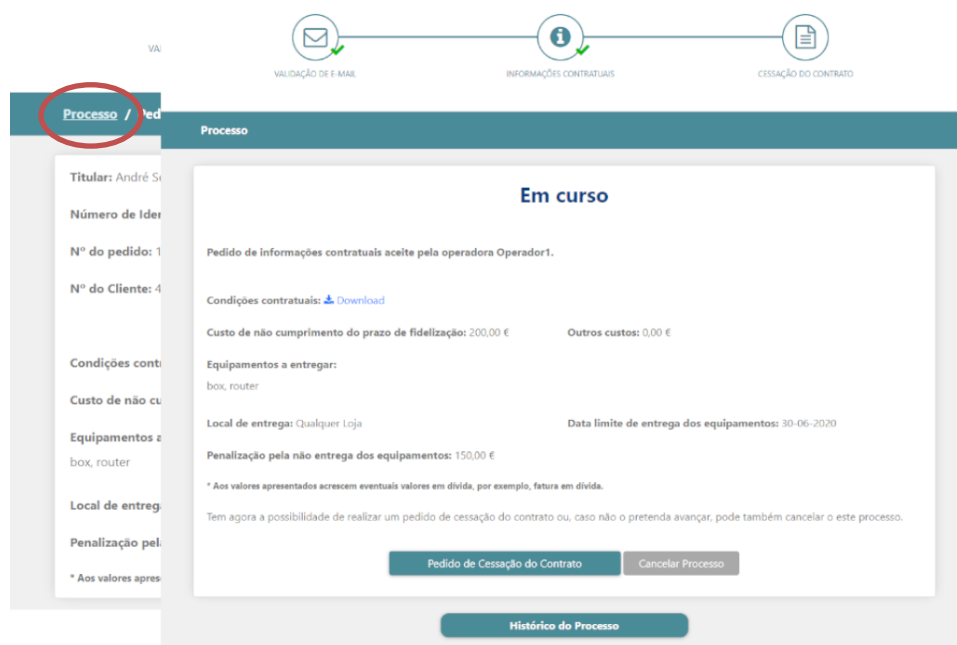 VALIDAÇÃO DE E-MAIL
INFORMAÇÕES CONTRATUAIS
CESSAÇÃO DO CONTRATO
Processo /
Titular: André
Número de
Nº do pedido: 1
Nº do Cliente: 4
Condições
Custo de não
Equipamentos a
box, router
Local de
Penalização
* Aos valores
Processo
Em curso
Pedido de informações contratuais aceite pela operadora Operador1.
Condições contratuais: Download
Custo de não cumprimento do prazo de fidelização: 200,00 € Outros custos: 0,00 €
Equipamentos a entregar:
box, router
Local de entrega: Qualquer Loja Data limite de entrega dos equipamentos: 30-06-2020
Penalização pela não entrega dos equipamentos: 150,00 €
* Aos valores apresentados acrescem eventuais valores em dívida, por exemplo, fatura em dívida.
Tem agora a possibilidade de realizar um pedido de cessação do contrato ou, caso não o pretenda avançar, pode também cancelar o este processo.
Pedido de Cessação do Contrato Cancelar Processo
Histórico do Processo